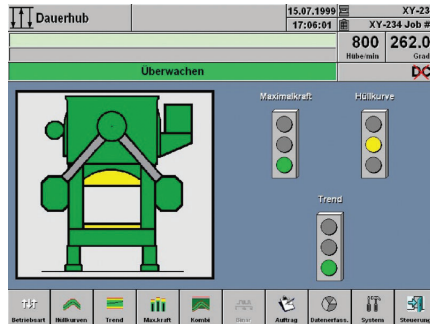 Dauerhub
15.07.1999
XY-23
17:06:01
XY-234 Job #
800
262.0
Hübe/min
Grad
Überwachen
DC
Maximalkraft
Hüllkurve
Trend
Betriebsart
Hüllkurven
Trend
Max.kraft
Kombi
Auftrag
Datenerfass.
System
Steuerung